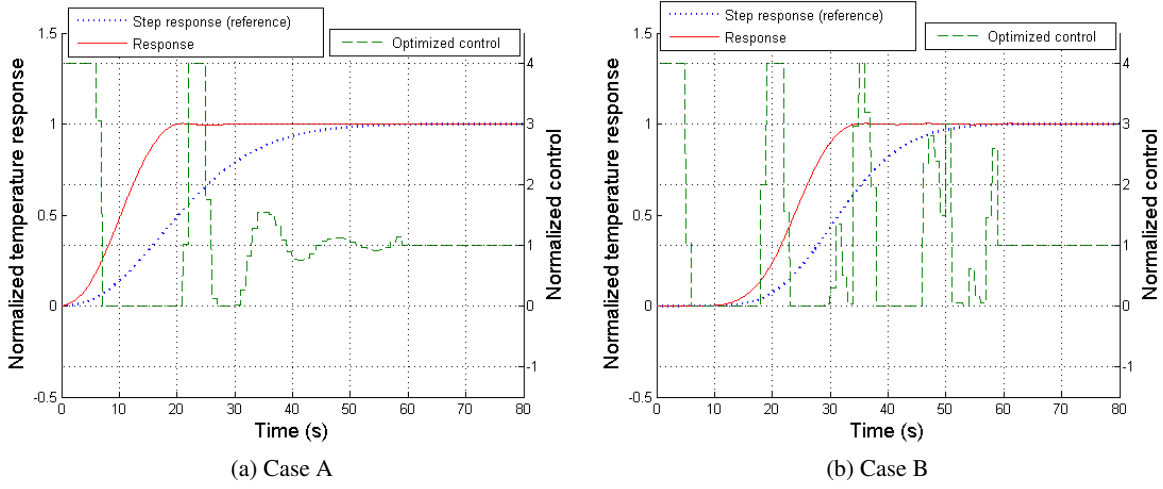 Step response (reference)
Response
Optimized control
1.5
1
0.5
0
-0.5
Normalized temperature response
4
3
2
1
0
-1
Normalized control
0 10 20 30 40 50 60 70 80
Time (s)
(a) Case A
Step response (reference)
Response
Optimized control
1.5
1
0.5
0
-0.5
Normalized temperature response
4
3
2
1
0
-1
Normalized control
0 10 20 30 40 50 60 70 80
Time (s)
(b) Case B